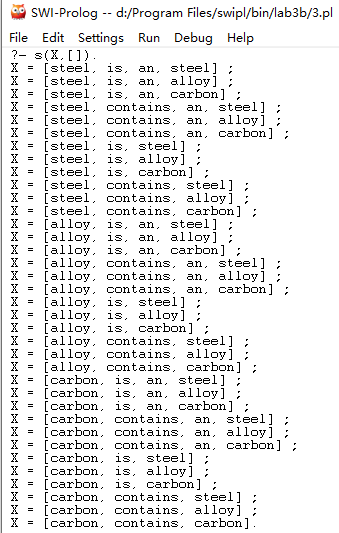 SWI-Prolog -- d:/Program Files/swipl/bin/lab3b/3.pl
File Edit Settings Run Debug Help
?- s(X,[]).
X = [steel, is, an, steel] ;
X = [steel, is, an, alloy] ;
X = [steel, is, an, carbon] ;
X = [steel, contains, an, steel] ;
X = [steel, contains, an, alloy] ;
X = [steel, contains, an, carbon] ;
X = [steel, is, steel] ;
X = [steel, is, alloy] ;
X = [steel, is, carbon] ;
X = [steel, contains, steel] ;
X = [steel, contains, alloy] ;
X = [steel, contains, carbon] ;
X = [alloy, is, an, steel] ;
X = [alloy, is, an, alloy] ;
X = [alloy, is, an, carbon] ;
X = [alloy, contains, an, steel] ;
X = [alloy, contains, an, alloy] ;
X = [alloy, contains, an, carbon] ;
X = [alloy, is, steel] ;
X = [alloy, is, alloy] ;
X = [alloy, is, carbon] ;
X = [alloy, contains, steel] ;
X = [alloy, contains, alloy] ;
X = [alloy, contains, carbon] ;
X = [carbon, is, an, steel] ;
X = [carbon, is, an, alloy] ;
X = [carbon, is, an, carbon] ;
X = [carbon, contains, an, steel] ;
X = [carbon, contains, an, alloy] ;
X = [carbon, contains, an, carbon] ;
X = [carbon, is, steel] ;
X = [carbon, is, alloy] ;
X = [carbon, is, carbon] ;
X = [carbon, contains, steel] ;
X = [carbon, contains, alloy] ;
X = [carbon, contains, carbon].